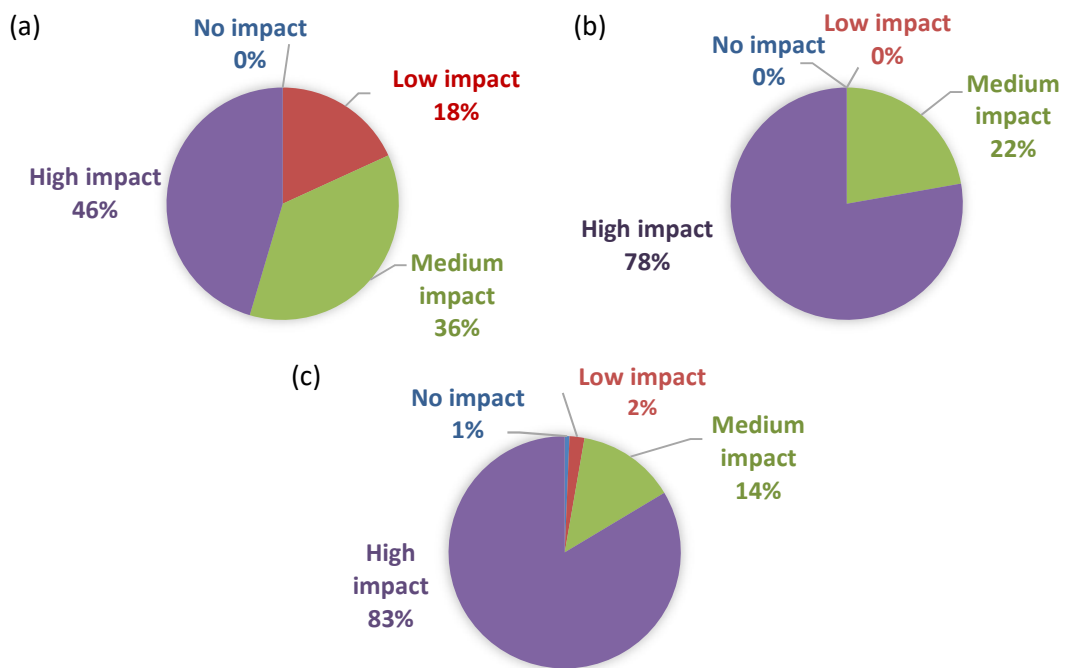 (a)
No impact
0%
Low impact
18%
High impact
46%
Medium
impact
36%
(b)
No impact
0%
Low impact
0%
Medium
impact
22%
High impact
78%
(c)
No impact
1%
Low impact
2%
Medium
impact
14%
High
impact
83%